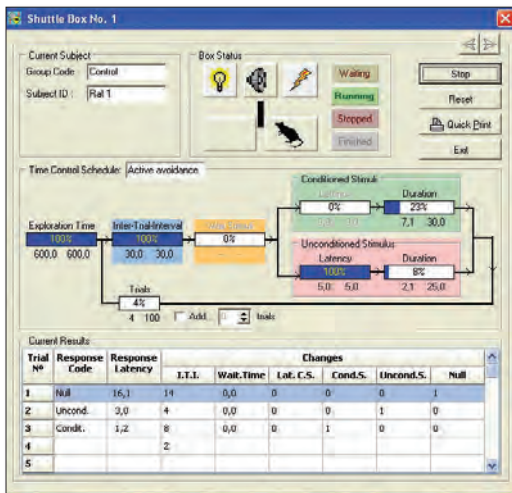 Shuttle Box No. 1
Current Subject
Group Code : Control
Subject ID : Rat 1
Box Status
Waiting
Running
Stopped
Finished
Stop
Reset
Quick Print
Exit
Time Control Schedule: Active avoidance
Conditioned Stimuli
Latency Duration
0% 23%
7,1 30,0
Exploration Time Inter-Trial-Interval
100% 100% 0%
600,0 600,0 30,0 30,0
Unconditioned Stimulus
Latency Duration
100% 8%
5,0 5,0 2,1 25,0
Trials
4%
4 100 Add trials
Current Results
Trial Nº Response Code Response Latency Changes
I.T.I. Wait.Time Lat. C.S. Cond.S. Uncond.S. Null
1 Null 16,1 14 0,0 0 0 0 1
2 Uncond. 3,0 4 0,0 0 0 1 0
3 Condit. 1,2 8 0,0 0 1 0 0
4 2
5